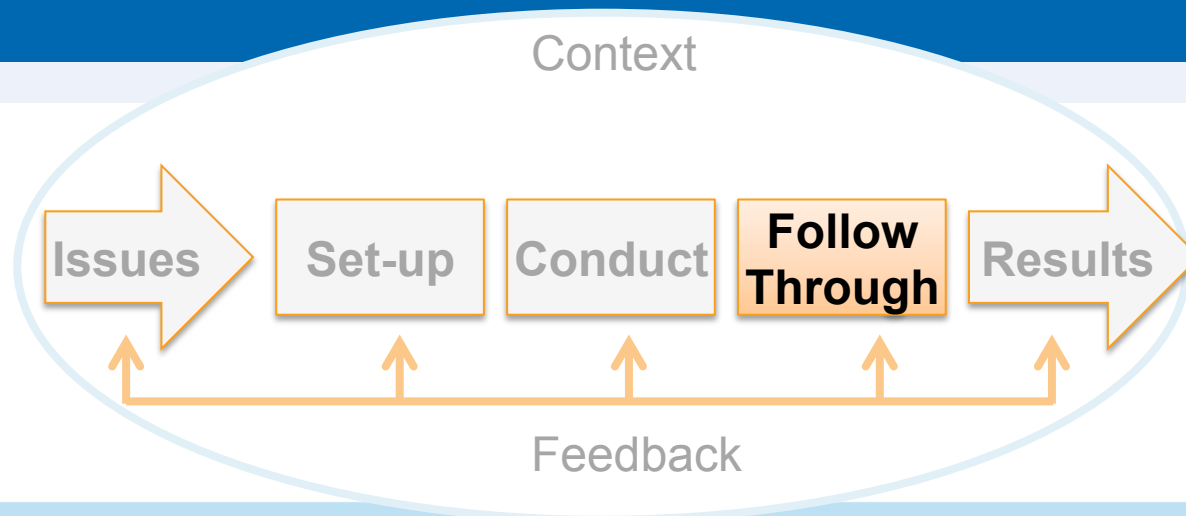 Context
Issues
Set-up
Conduct
Follow
Through
Results
Feedback